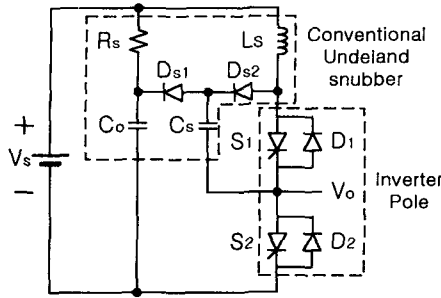 Rs
Ls
Conventional
Undeland
snubber
Ds1
Ds2
Co
Cs
S1
D1
+
Vs
−
Vo
Inverter
Pole
S2
D2